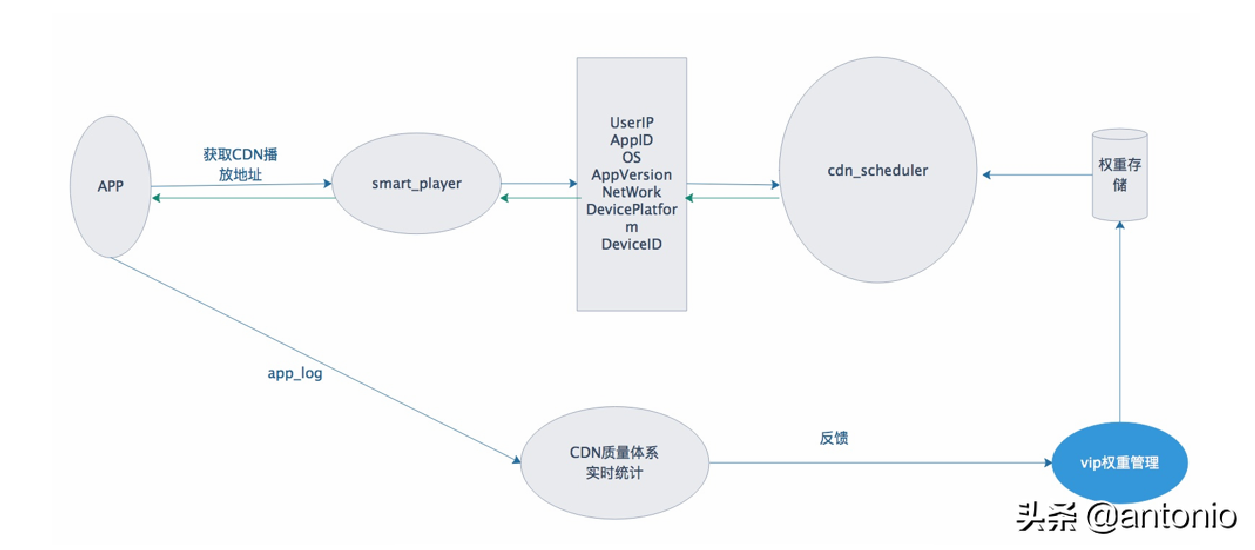 获取CDN播
放地址
APP
smart_player
UserIP
AppID
OS
AppVersion
NetWork
DevicePlatfor
m
DeviceID
cdn_scheduler
权重存
储
app_log
CDN质量体系
实时统计
反馈
vip权重管理
头条 @antonio